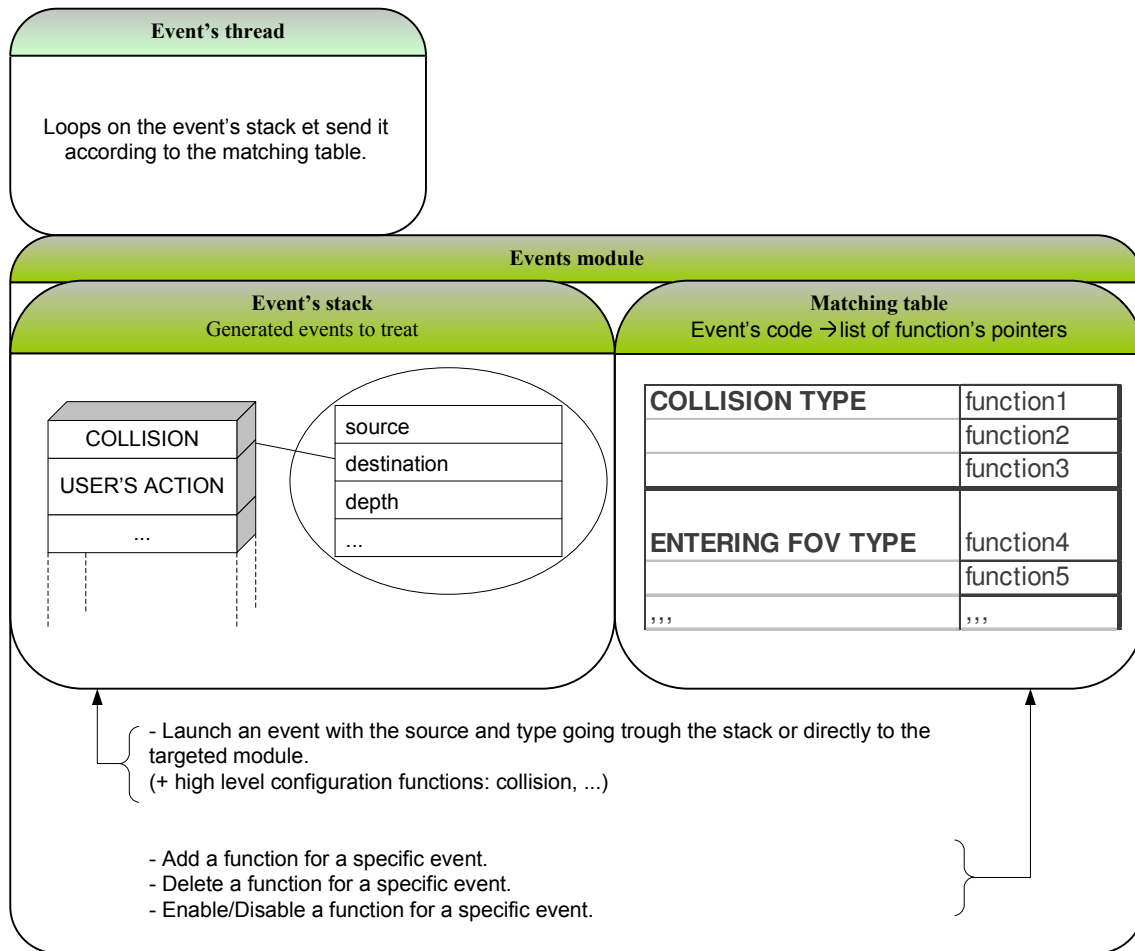 Event's thread
Loops on the event's stack et send it
according to the matching table.
Events module
Event's stack
Generated events to treat
COLLISION
USER'S ACTION
...
source
destination
depth
...
Matching table
Event's code →list of function's pointers
COLLISION TYPE function1
function2
function3
ENTERING FOV TYPE function4
function5
,,, ,,,
- Launch an event with the source and type going trough the stack or directly to the
targeted module.
(+ high level configuration functions: collision, ...)
- Add a function for a specific event.
- Delete a function for a specific event.
- Enable/Disable a function for a specific event.